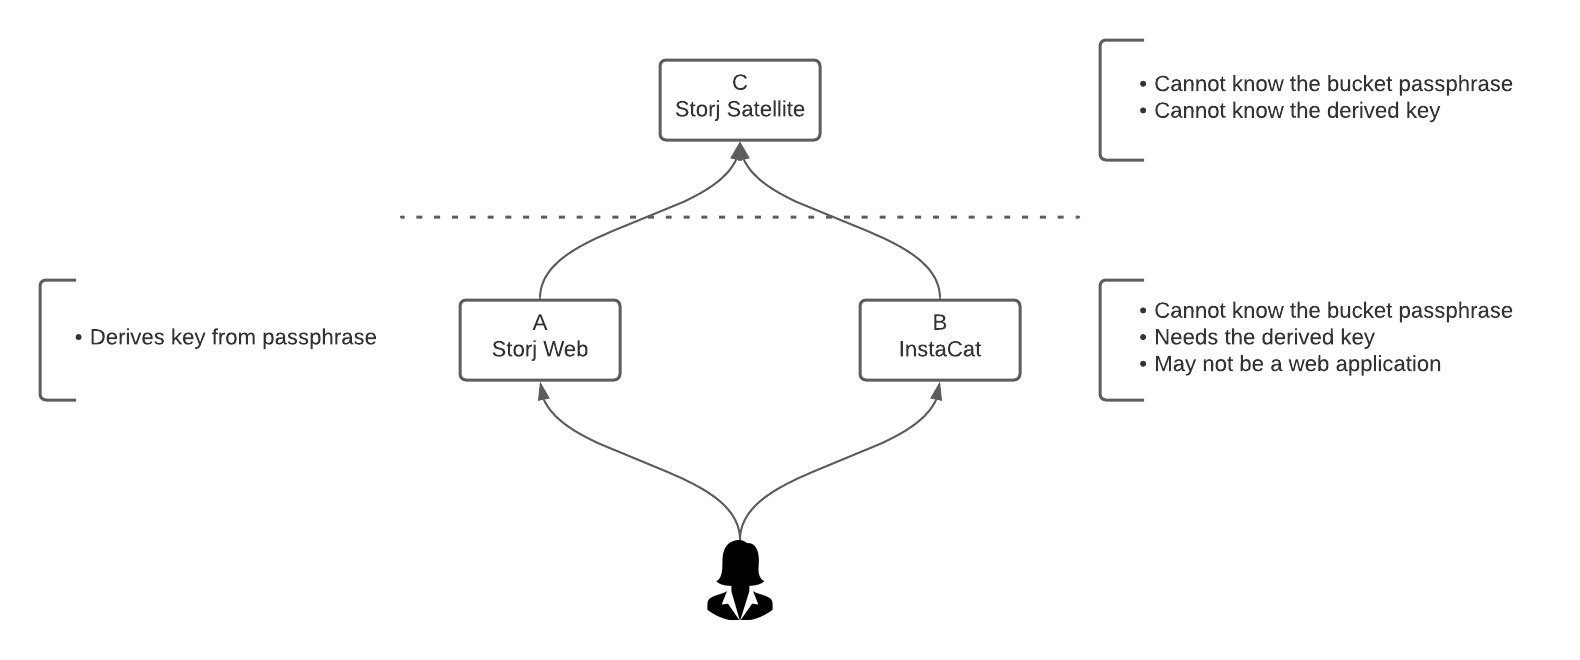 C
Storj Satellite
• Cannot know the bucket passphrase
• Cannot know the derived key
• Derives key from passphrase
A
Storj Web
B
InstaCat
• Cannot know the bucket passphrase
• Needs the derived key
• May not be a web application